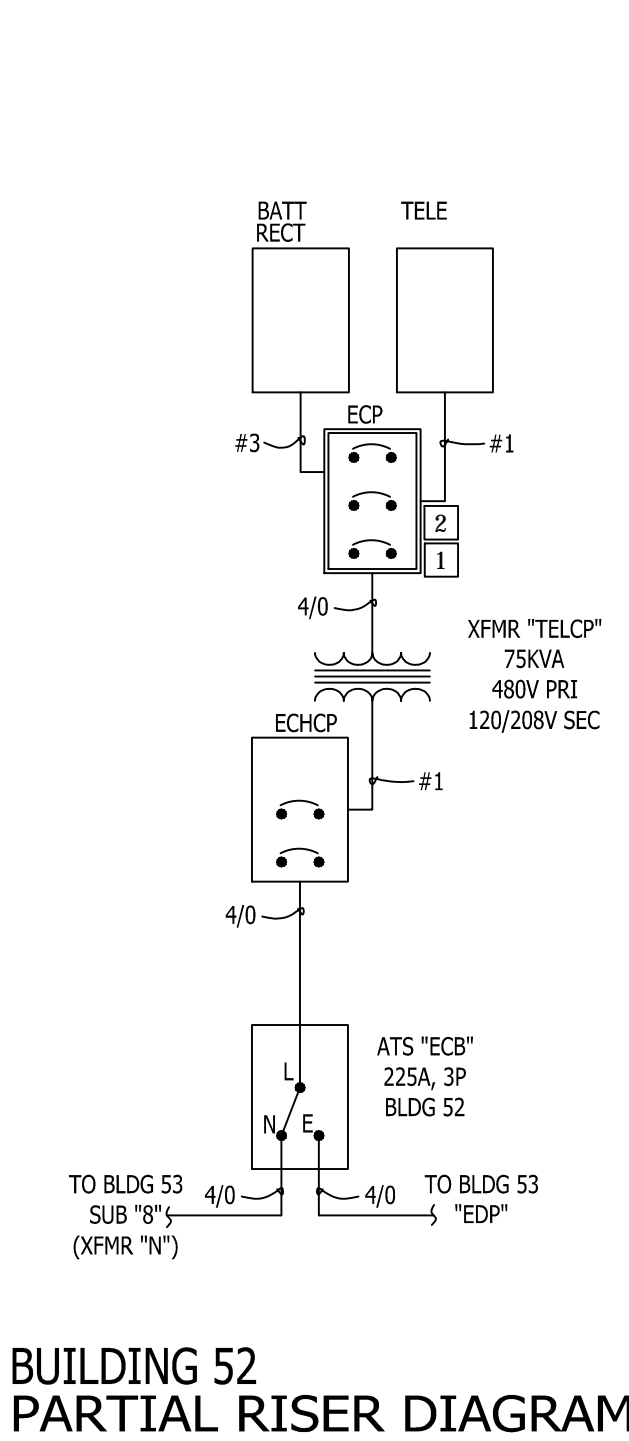 BATT
RECT
TELE
ECP
#3
#1
2
1
4/0
XFMR "TELCP"
75KVA
480V PRI
120/208V SEC
ECHCP
#1
4/0
ATS "ECB"
225A, 3P
BLDG 52
L
N
E
TO BLDG 53
SUB "8"
(XFMR "N")
4/0
4/0
TO BLDG 53
"EDP"
BUILDING 52
PARTIAL RISER DIAGRAM